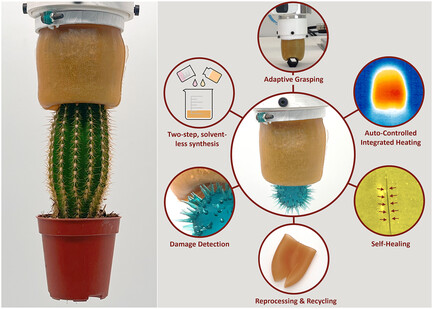 Adaptive Grasping
Two-step, solvent-
less synthesis
Auto-Controlled
Integrated Heating
Damage Detection
Self-Healing
Reprocessing & Recycling